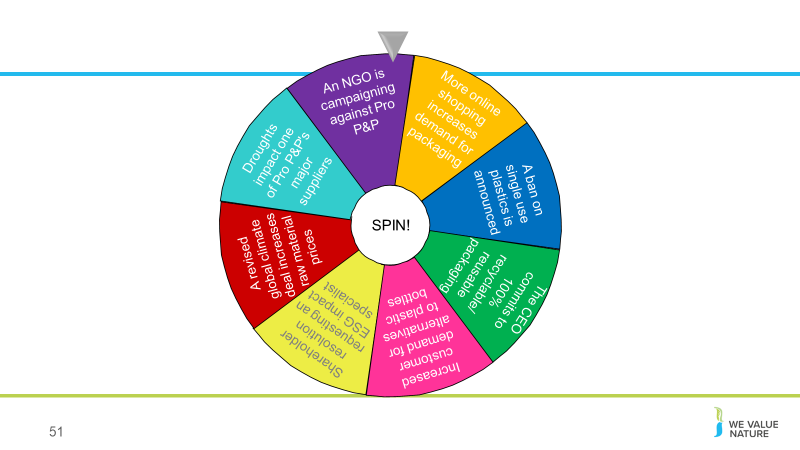 An NGO is
campaigning
against Pro
P&P
More online
shopping
increases
demand for
packaging
A ban on
single use
plastics is
announced
The CEO
commits to
100%
recyclable/
reusable
packaging
Increased
customer
demand for
alternatives
to plastic
bottles
Shareholder
resolution
requesting an
ESG impact
specialist
A revised
global climate
deal increases
raw material
prices
Droughts
impact one
of Pro P&P's
major
suppliers
SPIN!
51
WE VALUE
NATURE